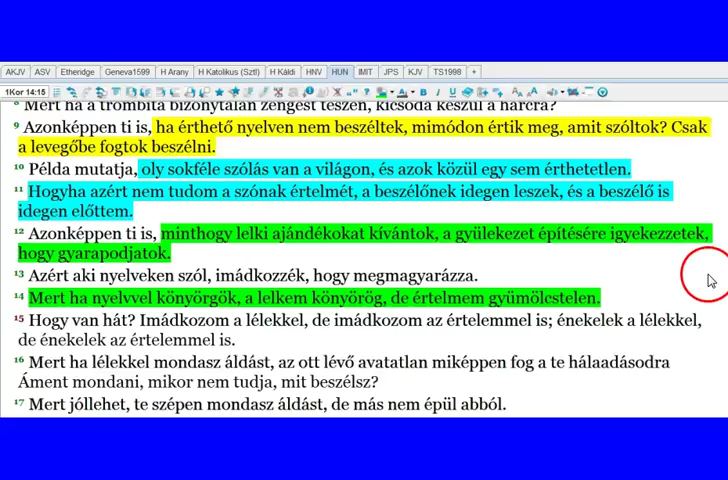 AKJV ASV Etheridge Geneva1599 H Arany H Katolikus (Sztl) H Káldi HNV HUN IMIT JPS KJV TS1998 +
1Kor 14:15
8 Mert ha a trombita bizonytalan zengést teszen, kicsoda készül a harcra?
9 Azonképpen ti is, ha érthető nyelven nem beszéltek, mimódon értik meg, amit szóltok? Csak
a levegőbe fogtok beszélni.
10 Példa mutatja, oly sokféle szólás van a világon, és azok közül egy sem érthetetlen.
11 Hogyha azért nem tudom a szónak értelmét, a beszélőnek idegen leszek, és a beszélő is
idegen előttem.
12 Azonképpen ti is, minthogy lelki ajándékokat kívántok, a gyülekezet építésére igyekezzetek,
hogy gyarapodjatok.
13 Azért aki nyelveken szól, imádkozzék, hogy megmagyarázza.
14 Mert ha nyelvvel könyörgök, a lelkem könyörög, de értelmem gyümölcstelen.
15 Hogy van hát? Imádkozom a lélekkel, de imádkozom az értelemmel is; énekelek a lélekkel,
de énekelek az értelemmel is.
16 Mert ha lélekkel mondasz áldást, az ott lévő avatatlan miképpen fog a te hálaadásodra
Áment mondani, mikor nem tudja, mit beszélsz?
17 Mert jóllehet, te szépen mondasz áldást, de más nem épül abból.